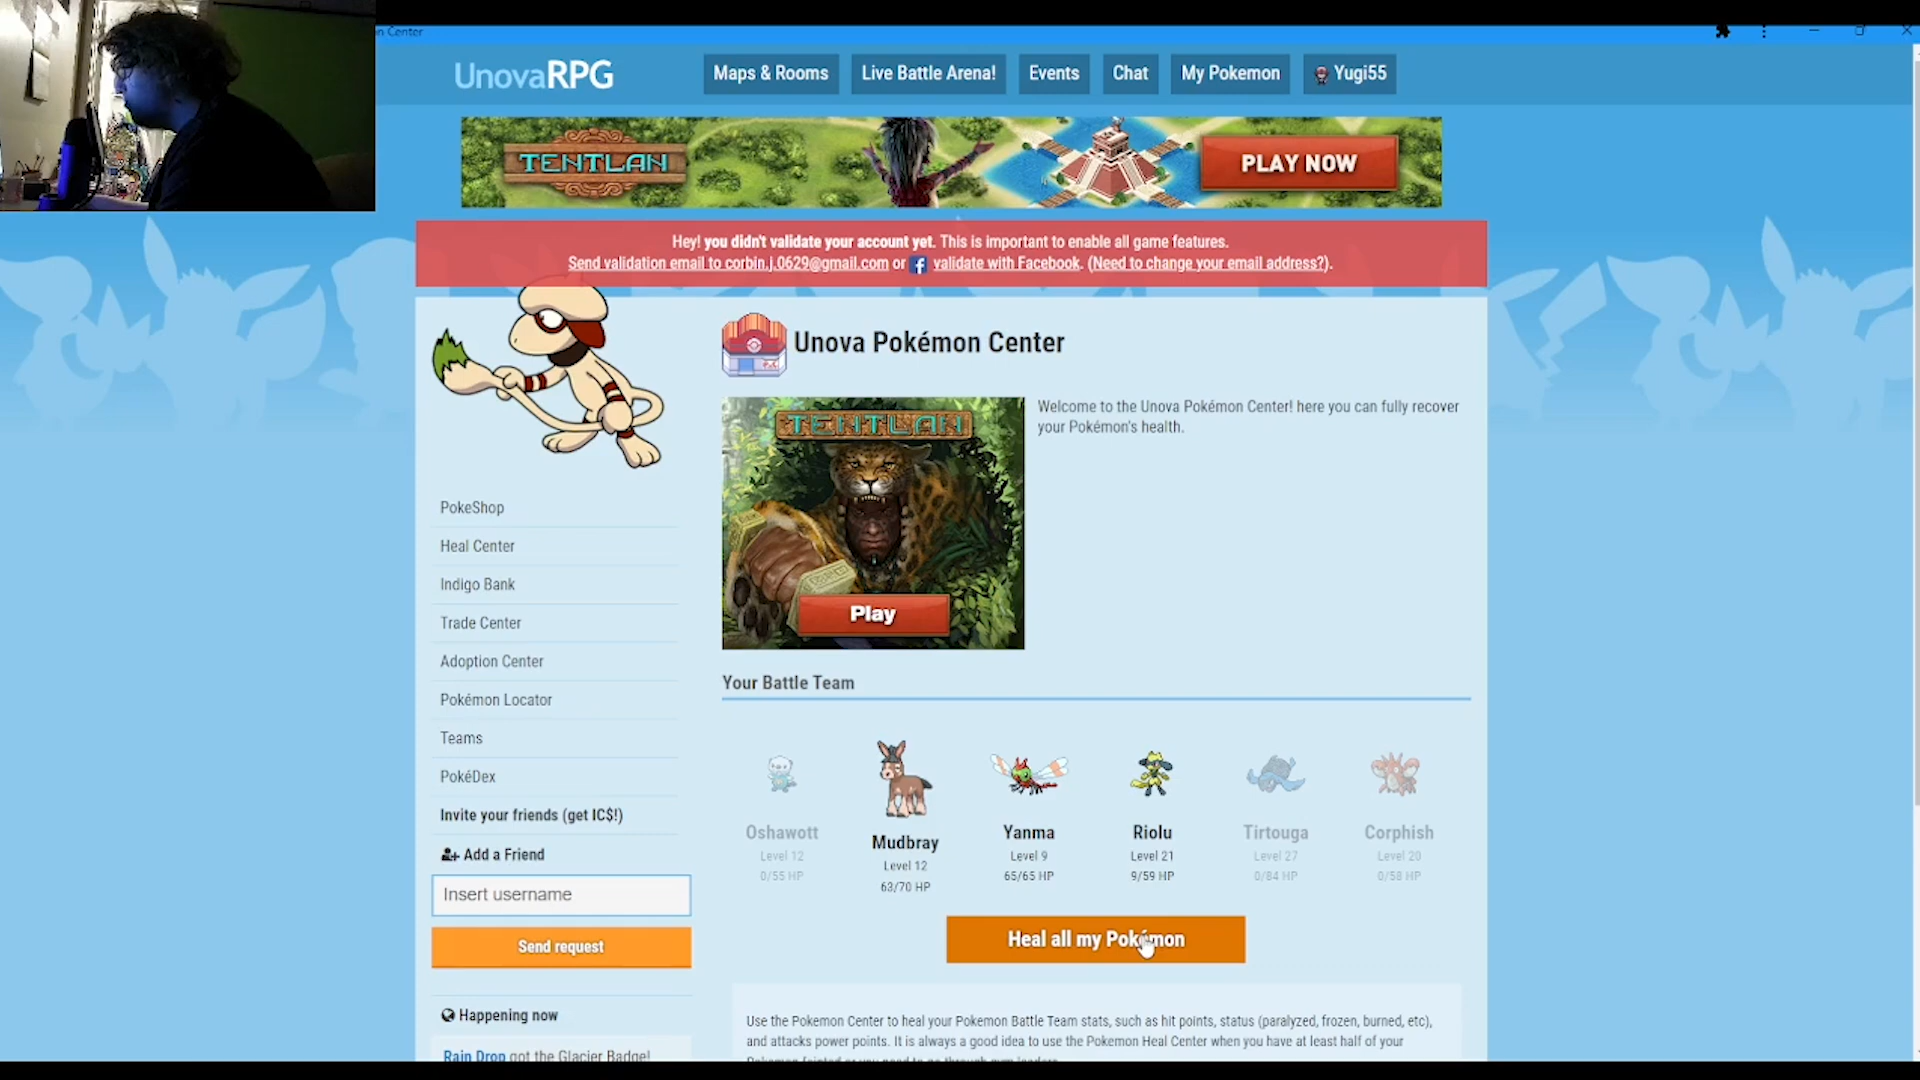 n Center
UnovaRPG
Maps & Rooms
Live Battle Arena!
Events
Chat
My Pokemon
Yugi55
TENTLAN
PLAY NOW
Hey! you didn't validate your account yet. This is important to enable all game features.
Send validation email to corbin.j.0629@gmail.com or validate with Facebook. (Need to change your email address?).
Unova Pokémon Center
TENTLAN
Play
Welcome to the Unova Pokémon Center! here you can fully recover
your Pokémon's health.
PokeShop
Heal Center
Indigo Bank
Trade Center
Adoption Center
Pokémon Locator
Teams
PokéDex
Invite your friends (get IC$!)
Add a Friend
Insert username
Send request
Happening now
Rain Drop got the Glacier Badge!
Your Battle Team
Oshawott
Level 12
0/55 HP
Mudbray
Level 12
63/70 HP
Yanma
Level 9
65/65 HP
Riolu
Level 21
9/59 HP
Tirtouga
Level 27
0/84 HP
Corphish
Level 20
0/58 HP
Heal all my Pokémon
Use the Pokemon Center to heal your Pokemon Battle Team stats, such as hit points, status (paralyzed, frozen, burned, etc),
and attacks power points. It is always a good idea to use the Pokemon Heal Center when you have at least half of your